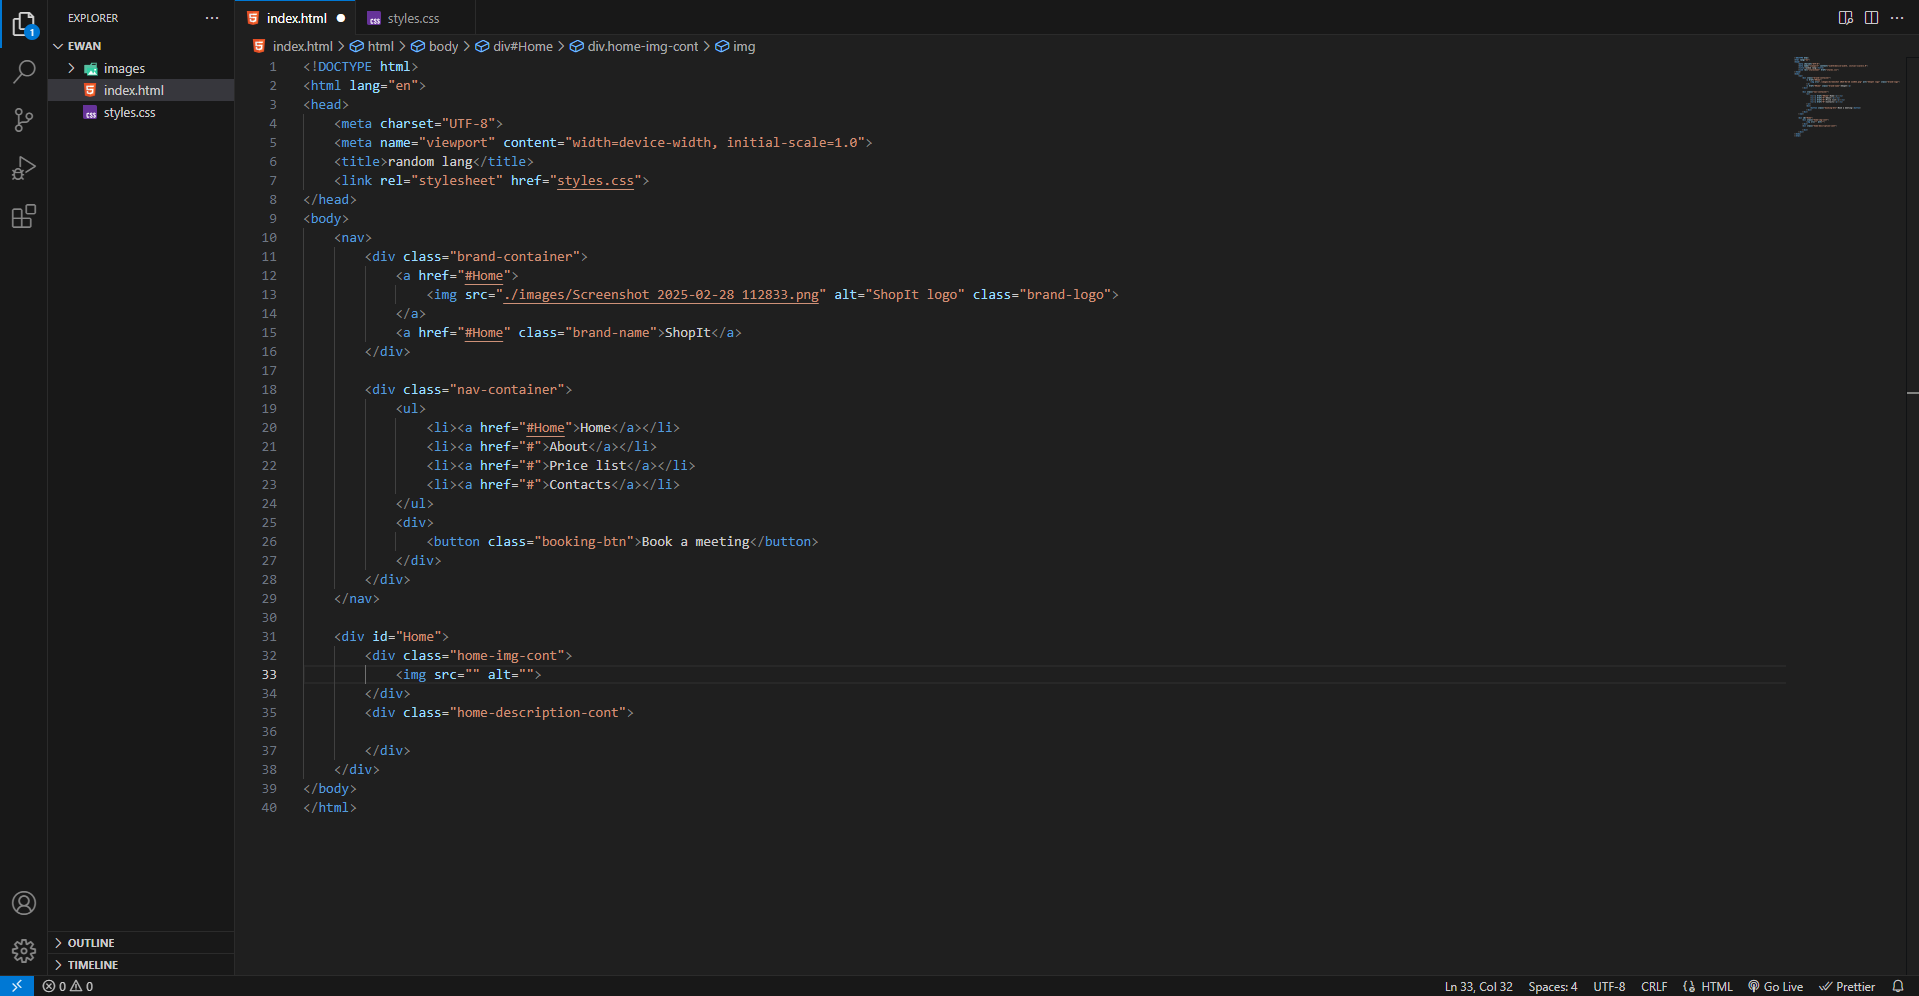 EXPLORER
EWAN
images
index.html
styles.css
OUTLINE
TIMELINE
index.html
styles.css
index.html > html > body > div#Home > div.home-img-cont > img
1 <!DOCTYPE html>
2 <html lang="en">
3 <head>
4 <meta charset="UTF-8">
5 <meta name="viewport" content="width=device-width, initial-scale=1.0">
6 <title>random lang</title>
7 <link rel="stylesheet" href="styles.css">
8 </head>
9 <body>
10 <nav>
11 <div class="brand-container">
12 <a href="#Home">
13 <img src="./images/Screenshot 2025-02-28 112833.png" alt="ShopIt logo" class="brand-logo">
14 </a>
15 <a href="#Home" class="brand-name">ShopIt</a>
16 </div>
17
18 <div class="nav-container">
19 <ul>
20 <li><a href="#Home">Home</a></li>
21 <li><a href="#">About</a></li>
22 <li><a href="#">Price list</a></li>
23 <li><a href="#">Contacts</a></li>
24 </ul>
25 <div>
26 <button class="booking-btn">Book a meeting</button>
27 </div>
28 </div>
29 </nav>
30
31 <div id="Home">
32 <div class="home-img-cont">
33 <img src="" alt="">
34 </div>
35 <div class="home-description-cont">
36
37 </div>
38 </div>
39 </body>
40 </html>
1
0 0
Ln 33, Col 32 Spaces: 4 UTF-8 CRLF HTML Go Live Prettier